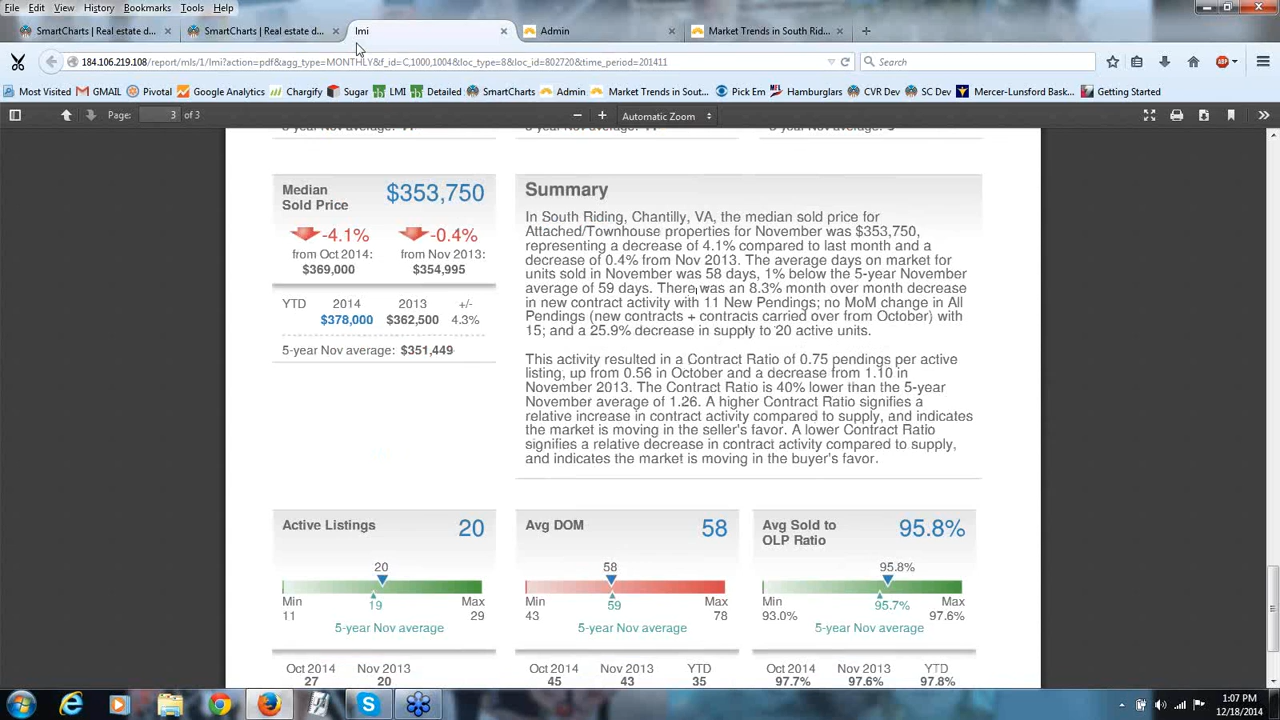 File Edit View History Bookmarks Tools Help
SmartCharts | Real estate d... × SmartCharts | Real estate d... × lmi × Admin × Market Trends in South Rid... × +
184.106.219.108/report/mls/1/lmi?action=pdf&agg_type=MONTHLY&f_id=C,1000,1004&loc_type=8&loc_id=802720&time_period=201411 Search
Most Visited GMAIL Pivotal Google Analytics Chargify Sugar LMI Detailed SmartCharts Admin Market Trends in Sout... Pick Em Hamburglars CVR Dev SC Dev Mercer-Lunsford Bask... Getting Started
Page: 3 of 3 Automatic Zoom
Median
Sold Price
$353,750
-4.1% -0.4%
from Oct 2014: from Nov 2013:
$369,000 $354,995
YTD 2014 2013 +/-
$378,000 $362,500 4.3%
5-year Nov average: $351,449
Summary
In South Riding, Chantilly, VA, the median sold price for
Attached/Townhouse properties for November was $353,750,
representing a decrease of 4.1% compared to last month and a
decrease of 0.4% from Nov 2013. The average days on market for
units sold in November was 58 days, 1% below the 5-year November
average of 59 days. There was an 8.3% month over month decrease
in new contract activity with 11 New Pendings; no MoM change in All
Pendings (new contracts + contracts carried over from October) with
15; and a 25.9% decrease in supply to 20 active units.
This activity resulted in a Contract Ratio of 0.75 pendings per active
listing, up from 0.56 in October and a decrease from 1.10 in
November 2013. The Contract Ratio is 40% lower than the 5-year
November average of 1.26. A higher Contract Ratio signifies a
relative increase in contract activity compared to supply, and indicates
the market is moving in the seller's favor. A lower Contract Ratio
signifies a relative decrease in contract activity compared to supply,
and indicates the market is moving in the buyer's favor.
Active Listings 20
20
Min Max
11 19 29
5-year Nov average
Oct 2014 Nov 2013
27 20
Avg DOM 58
58
Min Max
43 59 78
5-year Nov average
Oct 2014 Nov 2013 YTD
45 43 35
Avg Sold to
OLP Ratio
95.8%
95.8%
Min Max
93.0% 95.7% 97.6%
5-year Nov average
Oct 2014 Nov 2013 YTD
97.7% 97.6% 97.8%
1:07 PM
12/18/2014